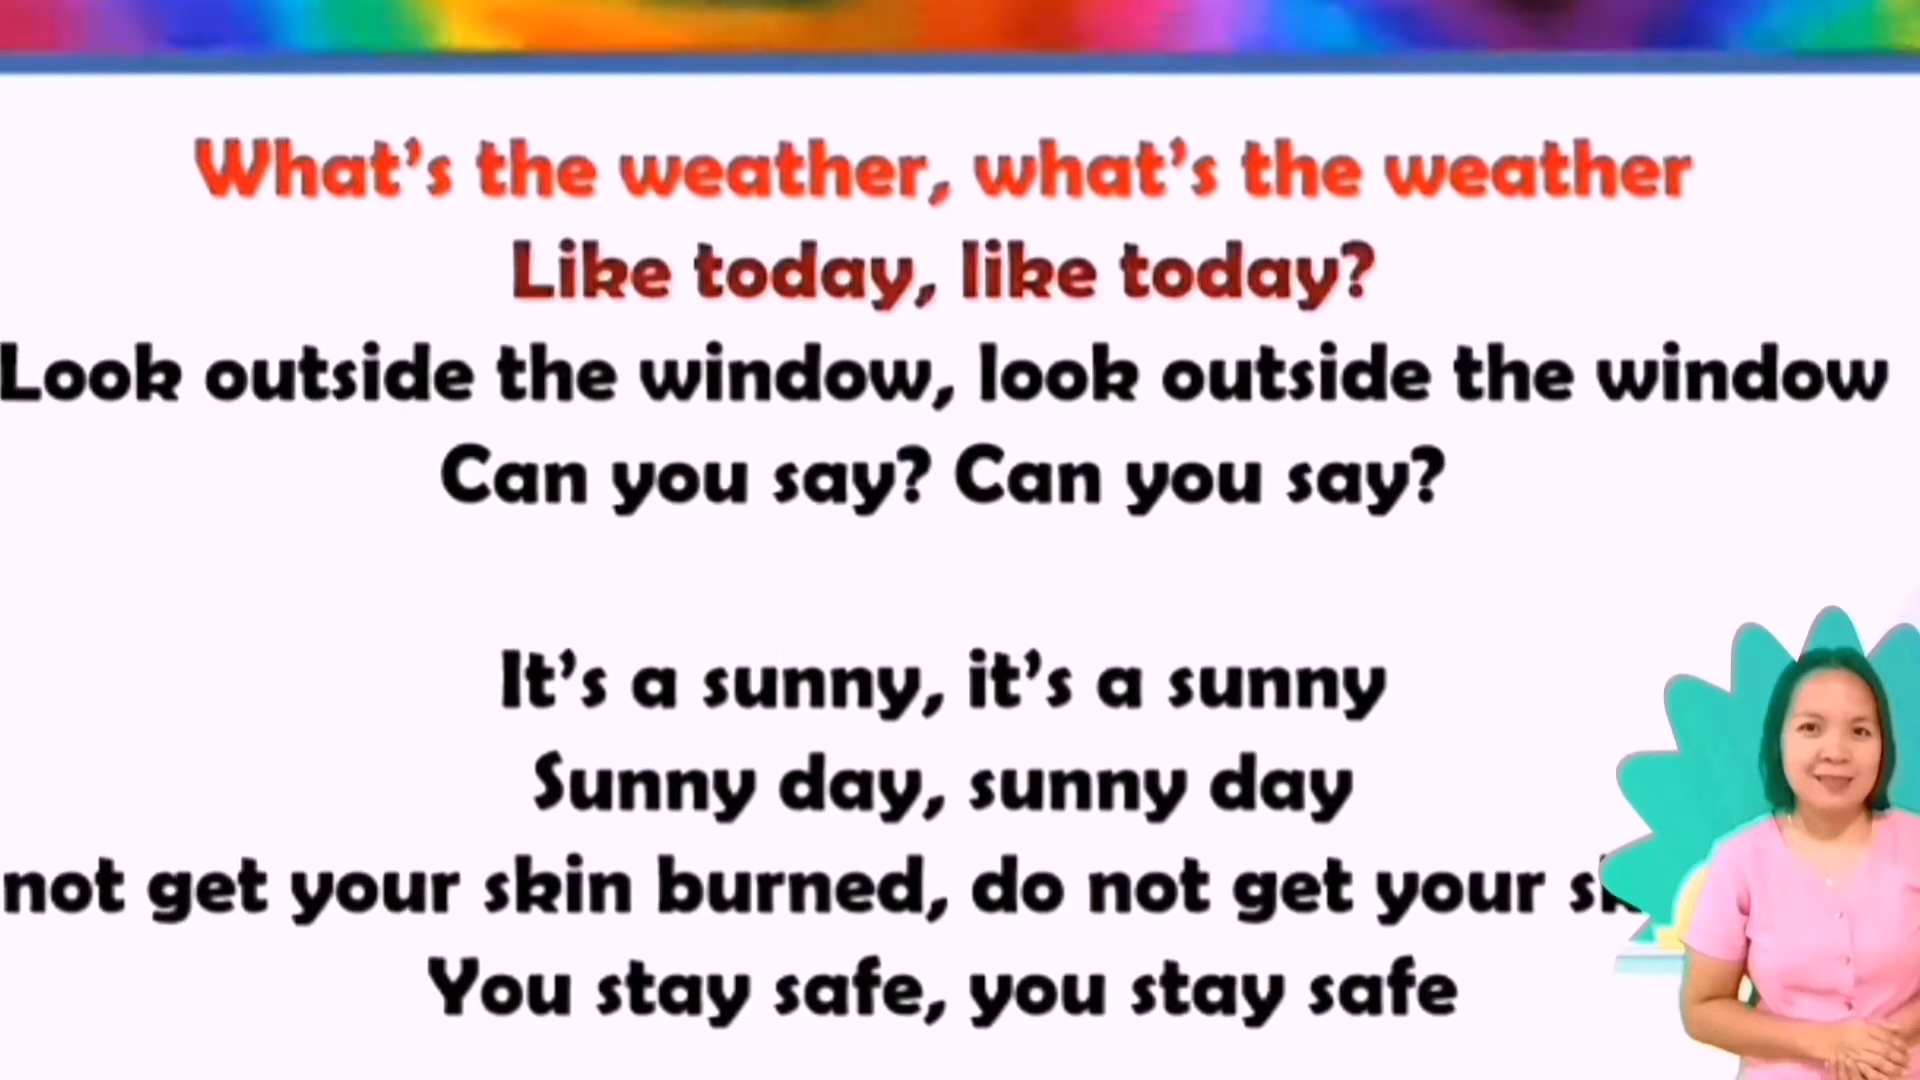 What's the weather, what's the weather
Like today, like today?
Look outside the window, look outside the window
Can you say? Can you say?
It's a sunny, it's a sunny
Sunny day, sunny day
not get your skin burned, do not get your
You stay safe, you stay safe